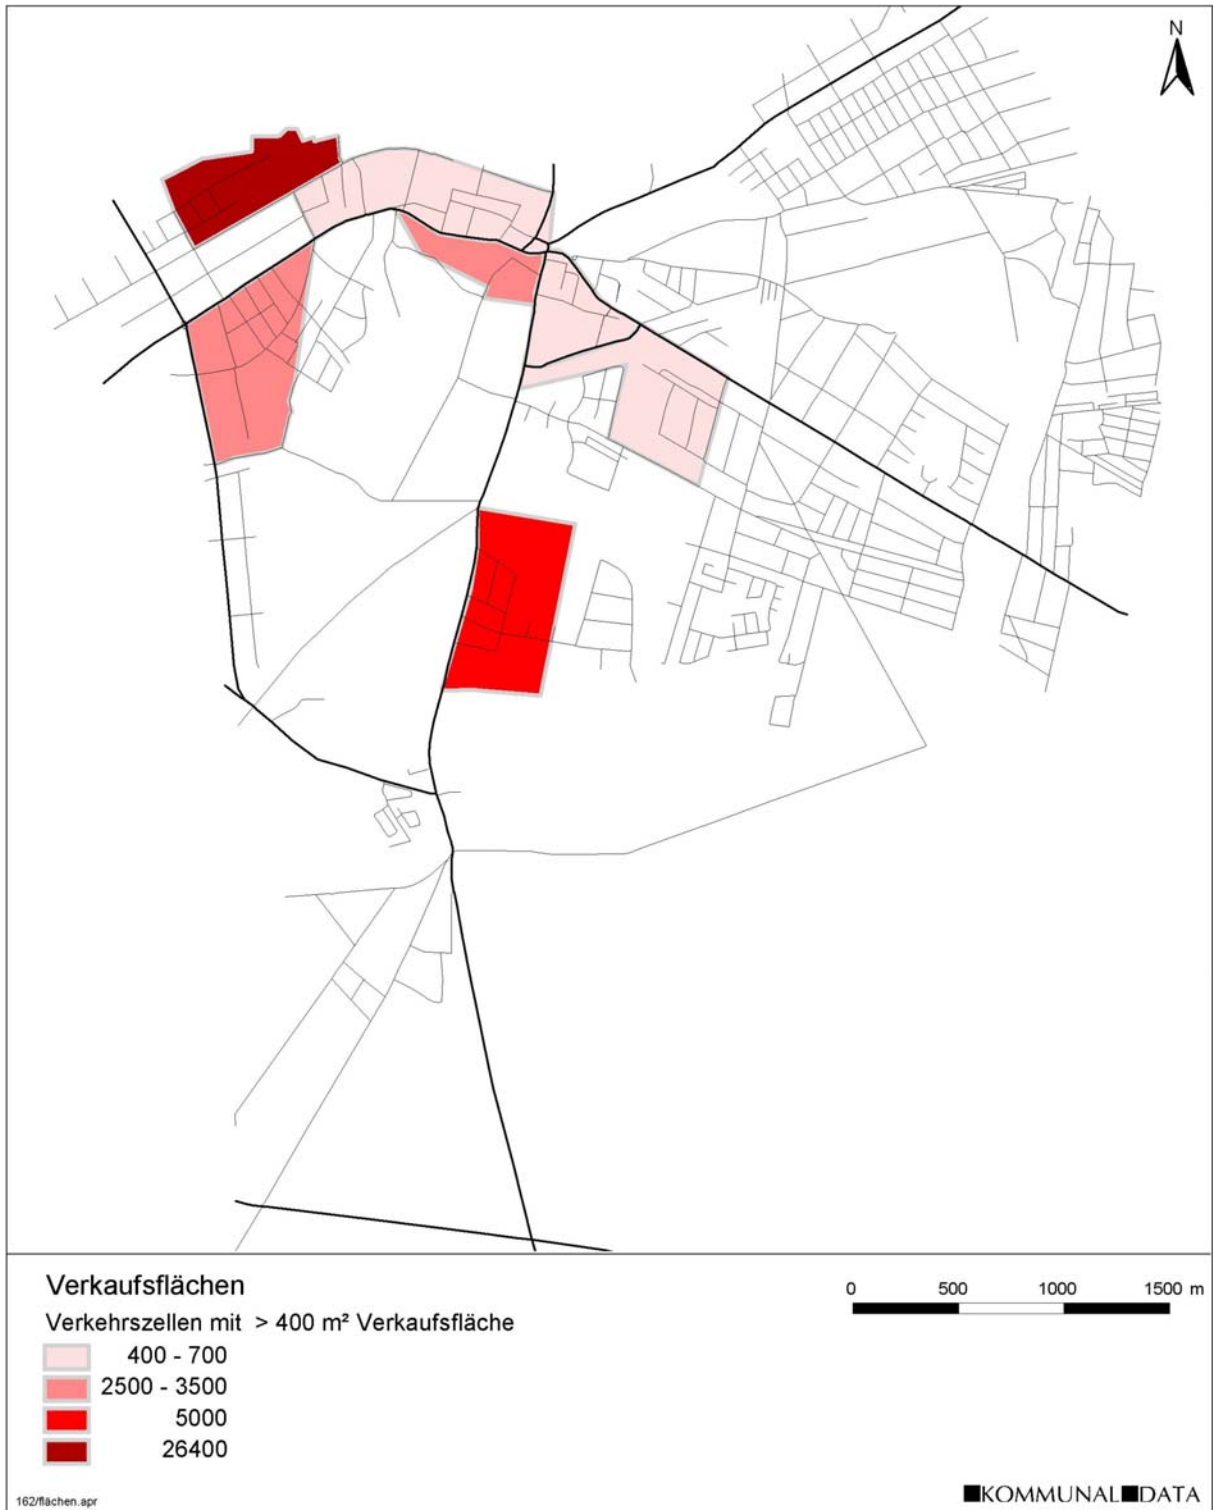 N
Verkaufsflächen
Verkehrszellen mit > 400 m² Verkaufsfläche
400 - 700
2500 - 3500
5000
26400
0 500 1000 1500 m
162/flächen.apr
KOMMUNAL DATA